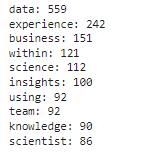 data: 559
experience: 242
business: 151
within: 121
science: 112
insights: 100
using: 92
team: 92
knowledge: 90
scientist: 86